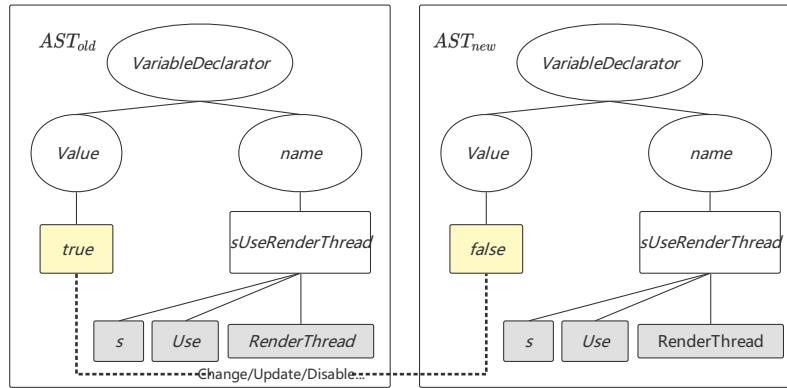 AST_old
VariableDeclarator
Value
name
true
sUseRenderThread
s
Use
RenderThread
AST_new
VariableDeclarator
Value
name
false
sUseRenderThread
s
Use
RenderThread
Change/Update/Disable...